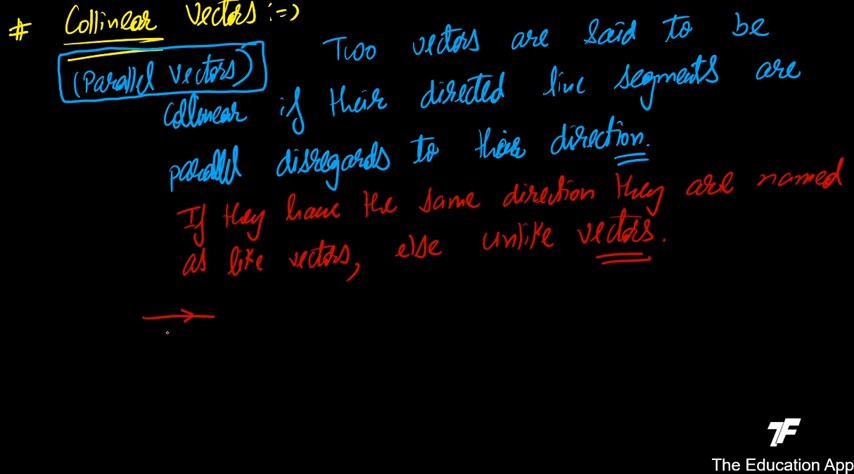 # Collinear Vectors :=>
(Parallel Vectors) Two vectors are said to be
Collinear if their directed line segments are
parallel disregards to their direction.
If they have the same direction they are named
as like vectors, else unlike vectors.
TF
The Education App